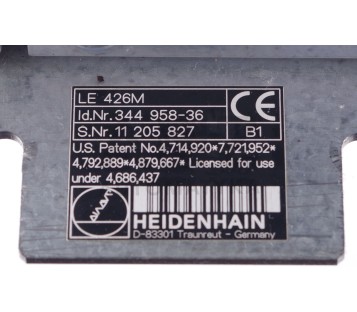 LE 426M
Id.Nr. 344 958-36
S.Nr. 11 205 827 B1
U.S. Patent No.4,714,920*7,721,952*
4,792,889*4,879,667* Licensed for use
under 4,686,437
HEIDENHAIN
D-83301 Traunreut - Germany